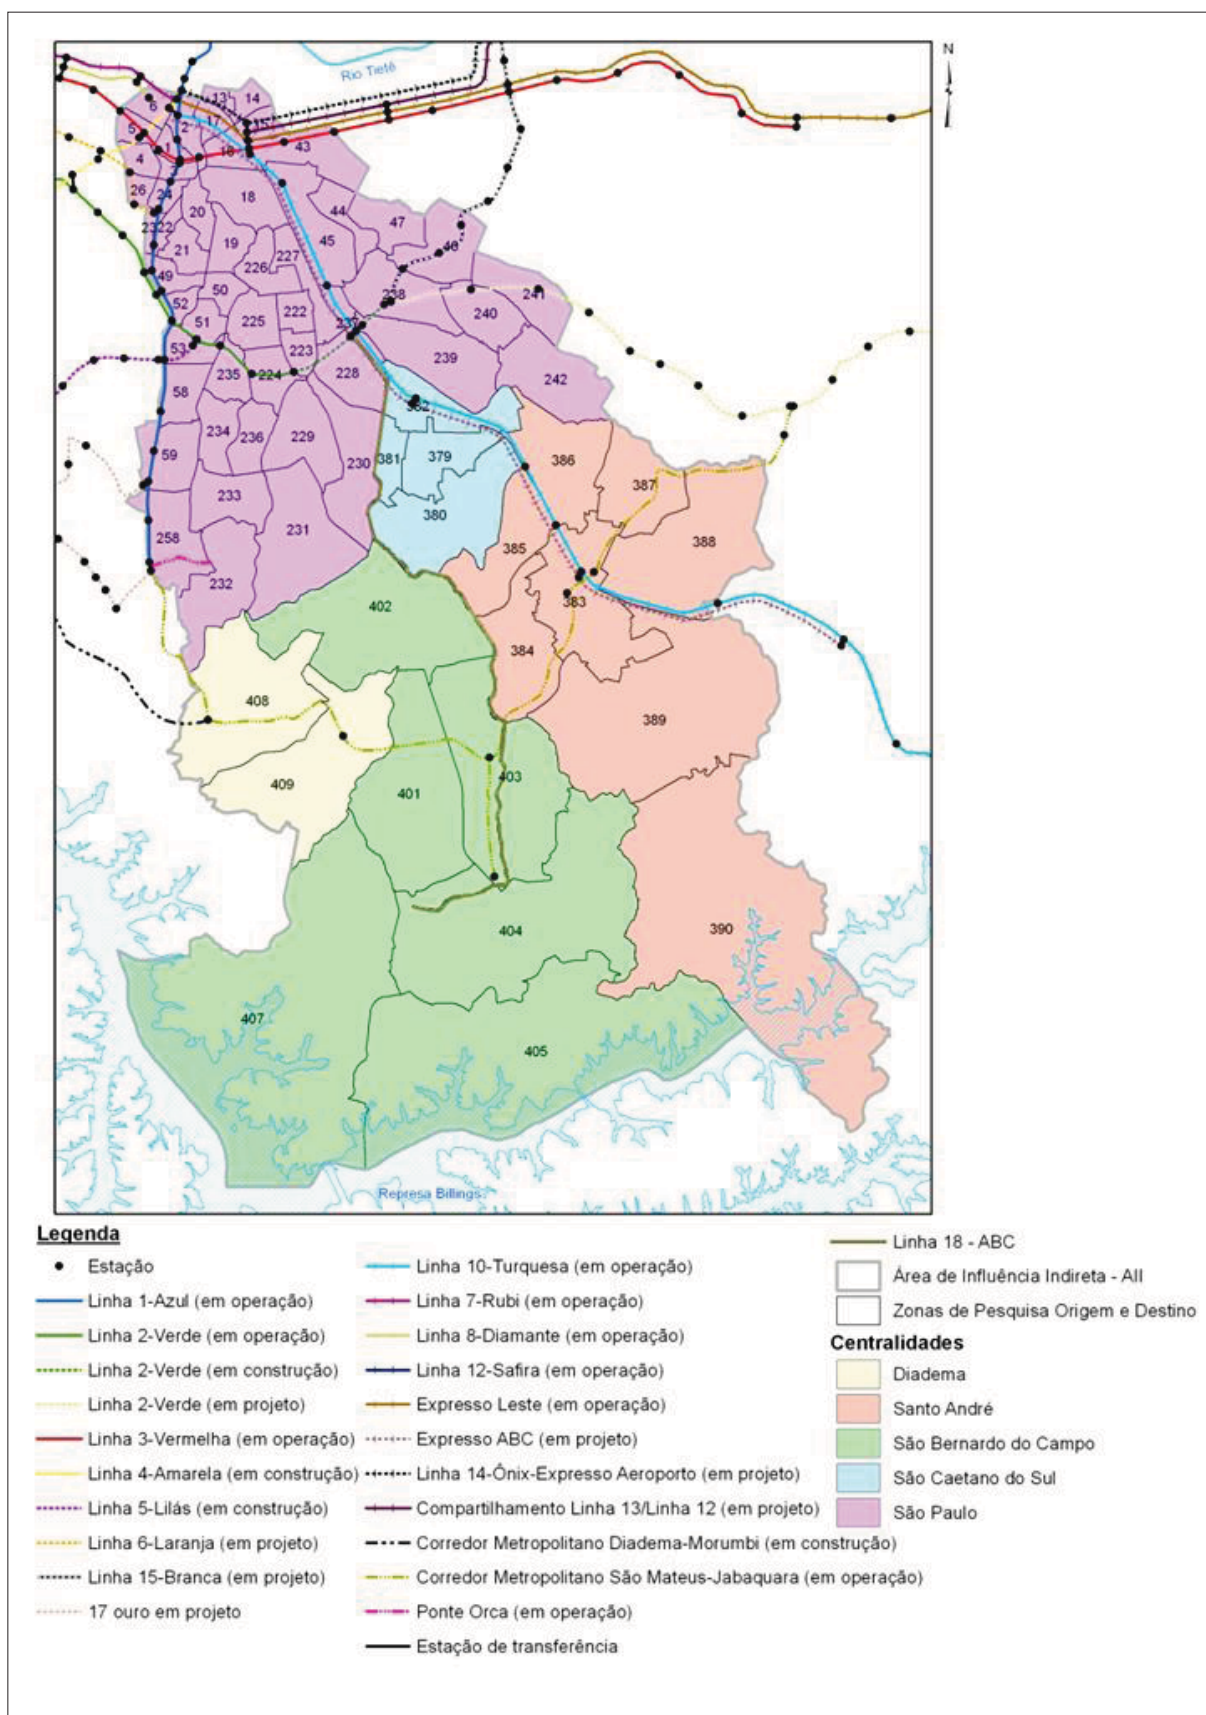 N
Rio Tietê
13 14
6
17
15
5 2
1 16 43
4
7
26 24
18
20 44 47
23 22 19 45 46
21 227
226
49
50 238 241
52 222 240
51 225 237
53 223 239
235 224 228 242
58
382
234 236 229 386
59 381 379
230 387
233
380
258 231 385 388
232
402 383
384
408
389
403
409 401
404 390
407
405
Represa Billings
Legenda
Estação
Linha 1-Azul (em operação)
Linha 2-Verde (em operação)
Linha 2-Verde (em construção)
Linha 2-Verde (em projeto)
Linha 3-Vermelha (em operação)
Linha 4-Amarela (em construção)
Linha 5-Lilás (em construção)
Linha 6-Laranja (em projeto)
Linha 15-Branca (em projeto)
17 ouro em projeto
Linha 10-Turquesa (em operação)
Linha 7-Rubi (em operação)
Linha 8-Diamante (em operação)
Linha 12-Safira (em operação)
Expresso Leste (em operação)
Expresso ABC (em projeto)
Linha 14-Ônix-Expresso Aeroporto (em projeto)
Compartilhamento Linha 13/Linha 12 (em projeto)
Corredor Metropolitano Diadema-Morumbi (em construção)
Corredor Metropolitano São Mateus-Jabaquara (em operação)
Ponte Orca (em operação)
Estação de transferência
Linha 18 - ABC
Área de Influência Indireta - AII
Zonas de Pesquisa Origem e Destino
Centralidades
Diadema
Santo André
São Bernardo do Campo
São Caetano do Sul
São Paulo